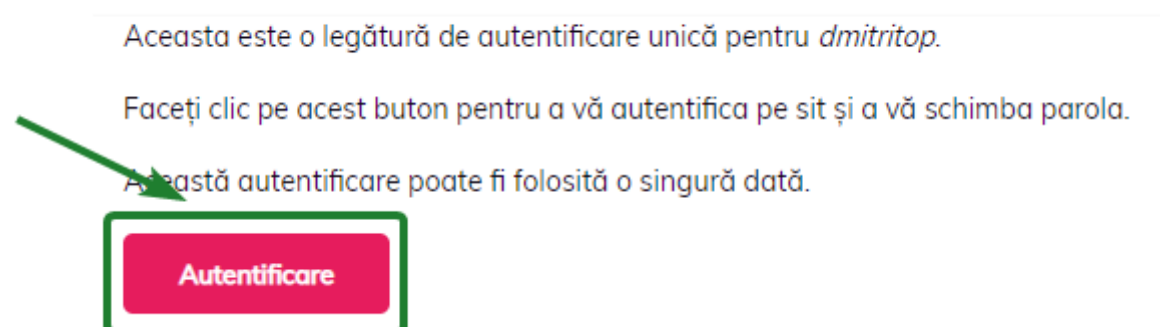 Aceasta este o legătură de autentificare unică pentru dmitritop.
Faceți clic pe acest buton pentru a vă autentifica pe sit și a vă schimba parola.
Această autentificare poate fi folosită o singură dată.
Autentificare